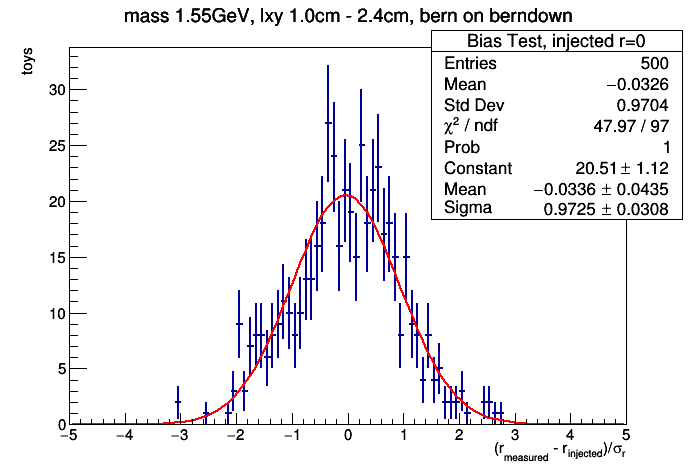 mass 1.55GeV, lxy 1.0cm - 2.4cm, bern on berndown
Bias Test, injected r=0
Entries 500
Mean −0.0326
Std Dev 0.9704
χ² / ndf 47.97 / 97
Prob 1
Constant 20.51 ± 1.12
Mean −0.0336 ± 0.0435
Sigma 0.9725 ± 0.0308
toys
30
25
20
15
10
5
0
−5 −4 −3 −2 −1 0 1 2 3 4 5
(r_measured - r_injected)/σ_r